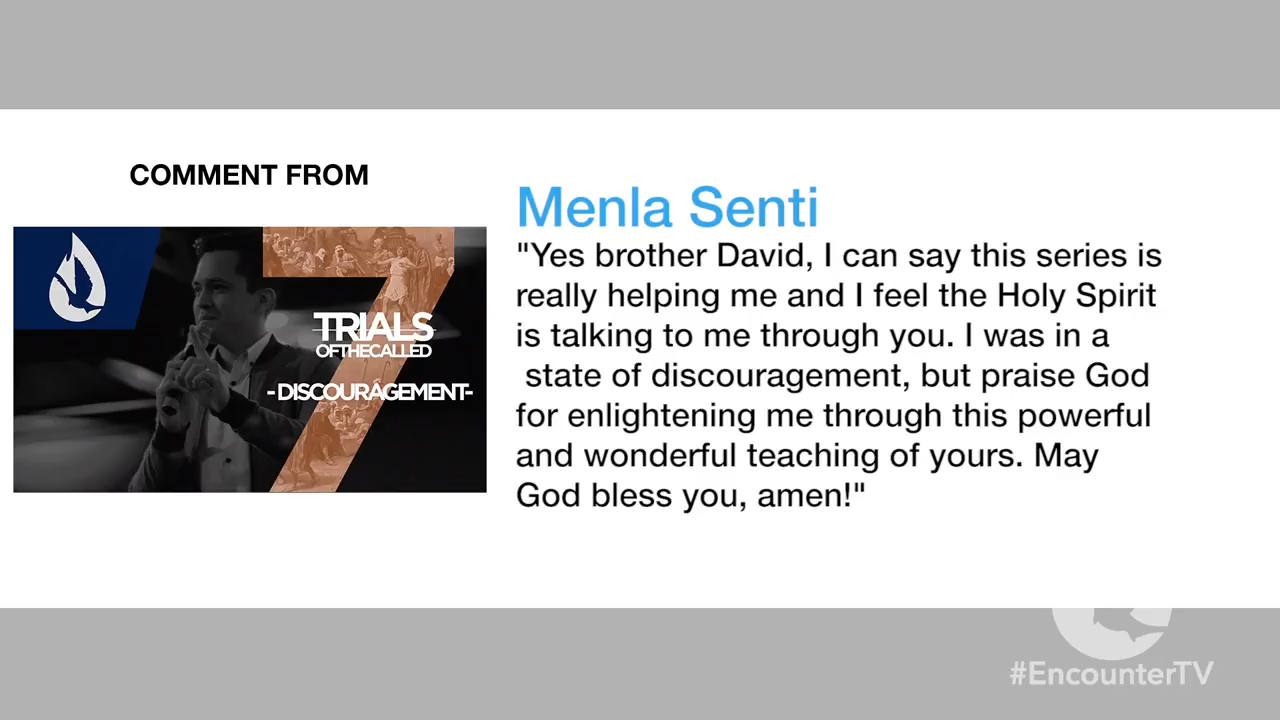 COMMENT FROM
7
TRIALS
OFTHECALLED
-DISCOURAGEMENT-
Menla Senti
"Yes brother David, I can say this series is
really helping me and I feel the Holy Spirit
is talking to me through you. I was in a
state of discouragement, but praise God
for enlightening me through this powerful
and wonderful teaching of yours. May
God bless you, amen!"
#EncounterTV